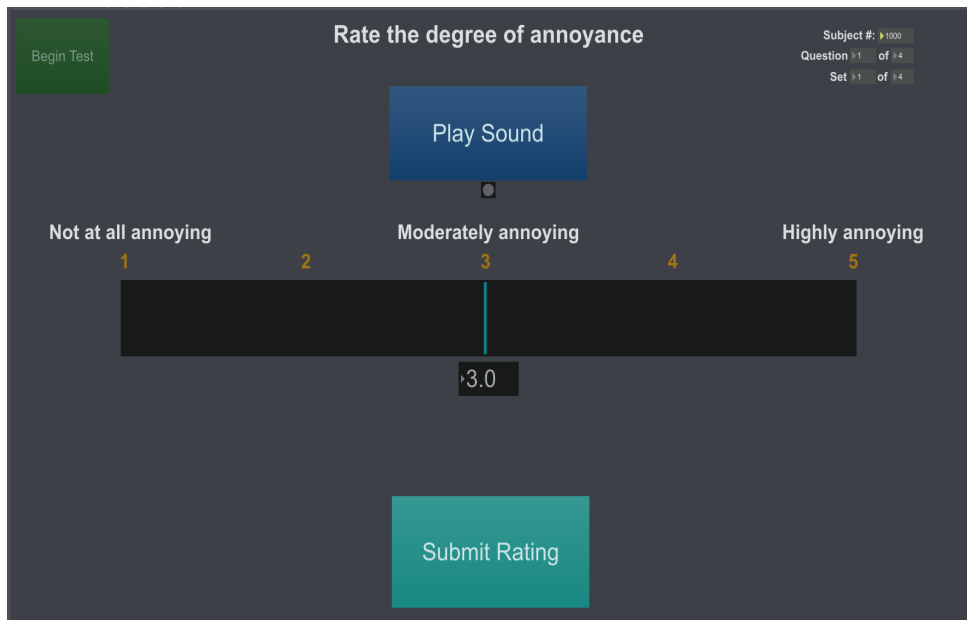 Rate the degree of annoyance
Begin Test
Subject #: 1000
Question 1 of 4
Set 1 of 4
Play Sound
Not at all annoying
Moderately annoying
Highly annoying
1 2 3 4 5
3.0
Submit Rating